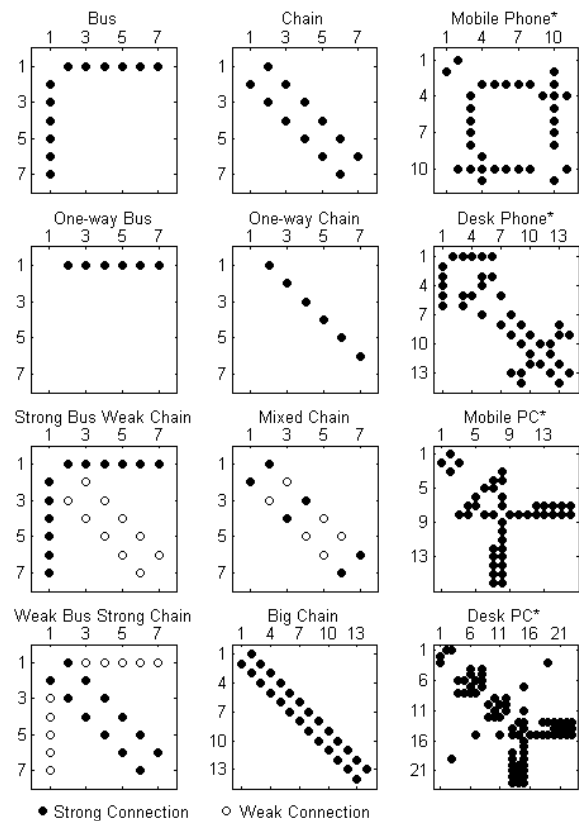 Bus
1 3 5 7
1
3
5
7
Chain
1 3 5 7
1
3
5
7
Mobile Phone*
1 4 7 10
1
4
7
10
One-way Bus
1 3 5 7
1
3
5
7
One-way Chain
1 3 5 7
1
3
5
7
Desk Phone*
1 4 7 10 13
1
4
7
10
13
Strong Bus Weak Chain
1 3 5 7
1
3
5
7
Mixed Chain
1 3 5 7
1
3
5
7
Mobile PC*
1 5 9 13
1
5
9
13
Weak Bus Strong Chain
1 3 5 7
1
3
5
7
Big Chain
1 4 7 10 13
1
4
7
10
13
Desk PC*
1 6 11 16 21
1
6
11
16
21
Strong Connection Weak Connection